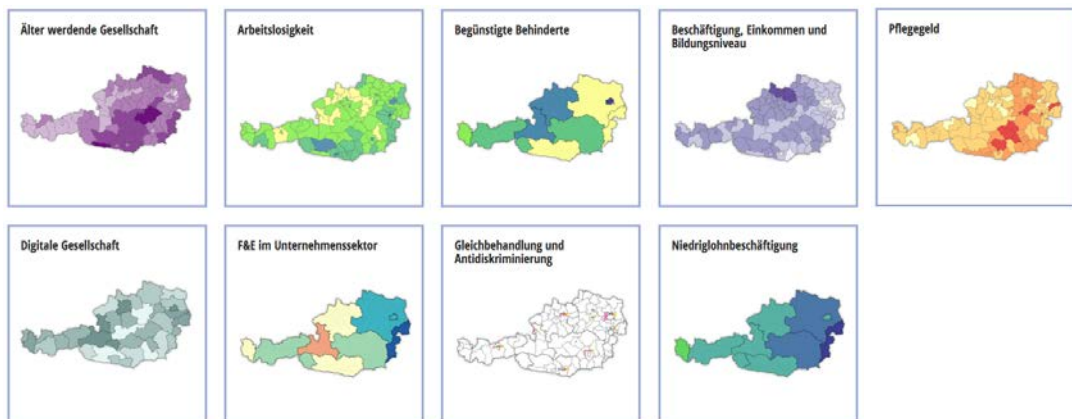 Älter werdende Gesellschaft
Arbeitslosigkeit
Begünstigte Behinderte
Beschäftigung, Einkommen und
Bildungsniveau
Pflegegeld
Digitale Gesellschaft
F&E im Unternehmenssektor
Gleichbehandlung und
Antidiskriminierung
Niedriglohnbeschäftigung